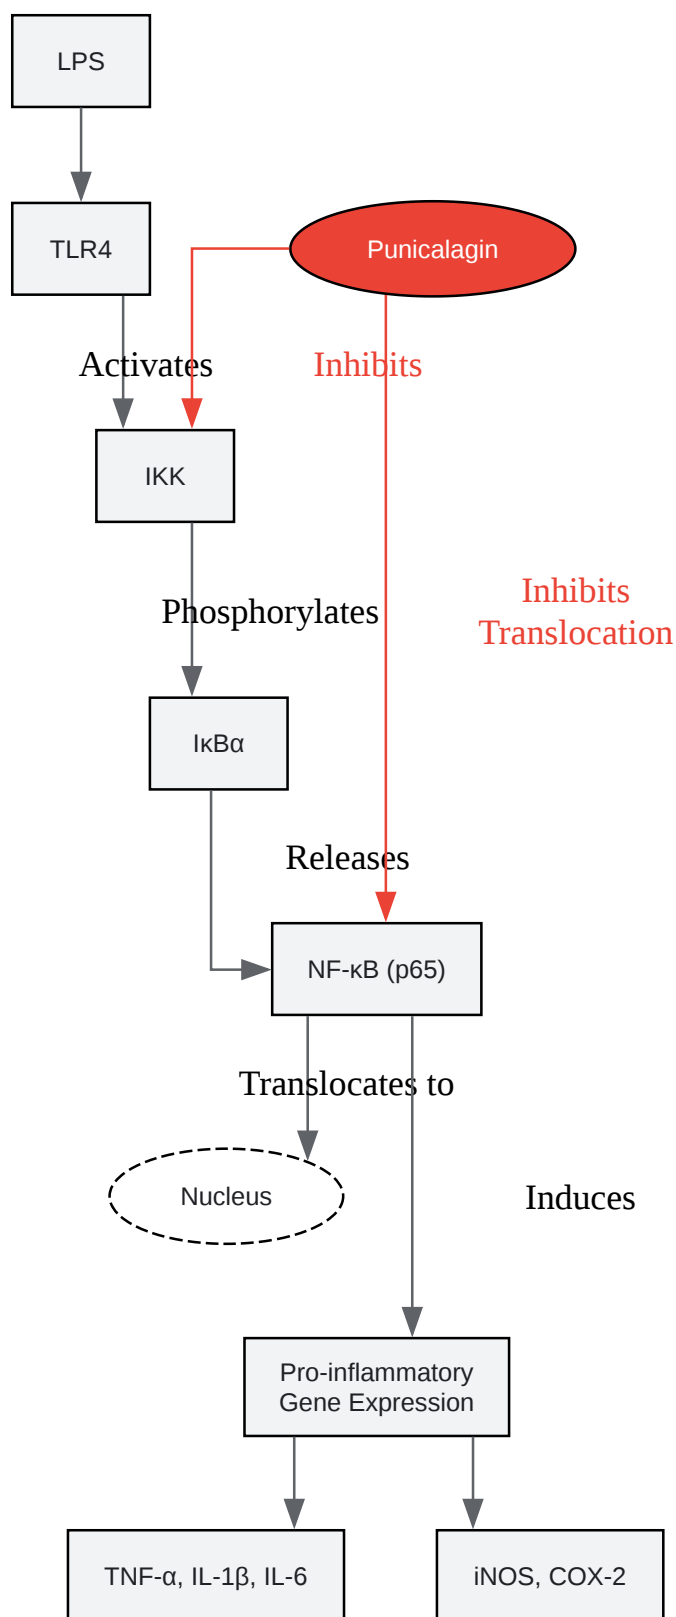 LPS
TLR4
Punicalagin
Activates
Inhibits
IKK
Inhibits
Translocation
Phosphorylates
IκBα
Releases
NF-κB (p65)
Translocates to
Nucleus
Induces
Pro-inflammatory
Gene Expression
TNF-α, IL-1β, IL-6
iNOS, COX-2